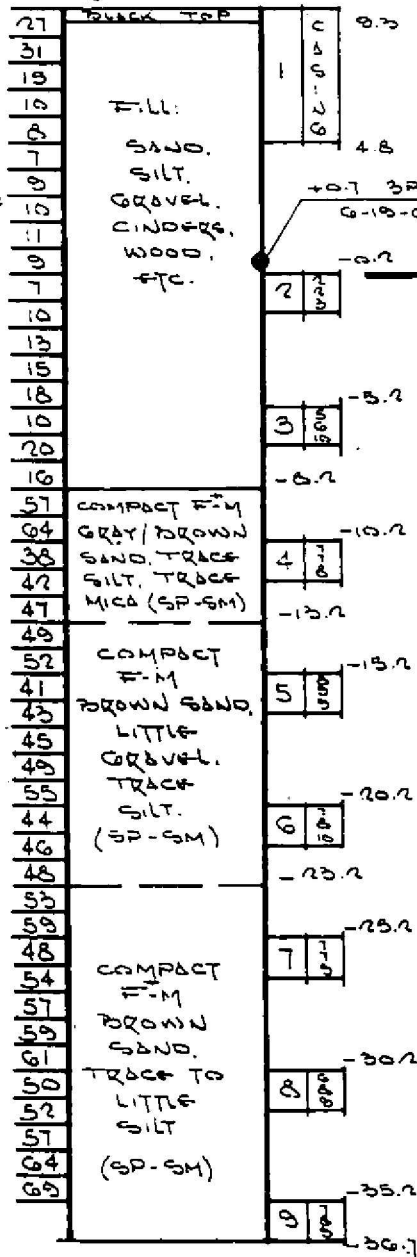 BLACK TOP
27
31
19
10
8
7
9
10
11
9
7
10
13
15
18
10
20
16
57
64
38
42
47
49
52
41
43
45
49
55
44
46
48
53
59
48
54
57
59
61
50
52
57
64
69
FILL:
SAND,
SILT,
GRAVEL,
CINDERS,
WOOD,
ETC.
COMPACT F-M
GRAY/BROWN
SAND, TRACE
SILT, TRACE
MICA (SP-SM)
COMPACT
F-M
BROWN SAND,
LITTLE
GRAVEL,
TRACE
SILT.
(SP-SM)
COMPACT
F-M
BROWN
SAND,
TRACE TO
LITTLE
SILT
(SP-SM)
1
CASING
2
3
4
5
6
7
8
9
4.8
+0.7
-0.2
-5.2
-8.2
-10.2
-13.2
-15.2
-20.2
-23.2
-25.2
-30.2
-35.2
-36.7